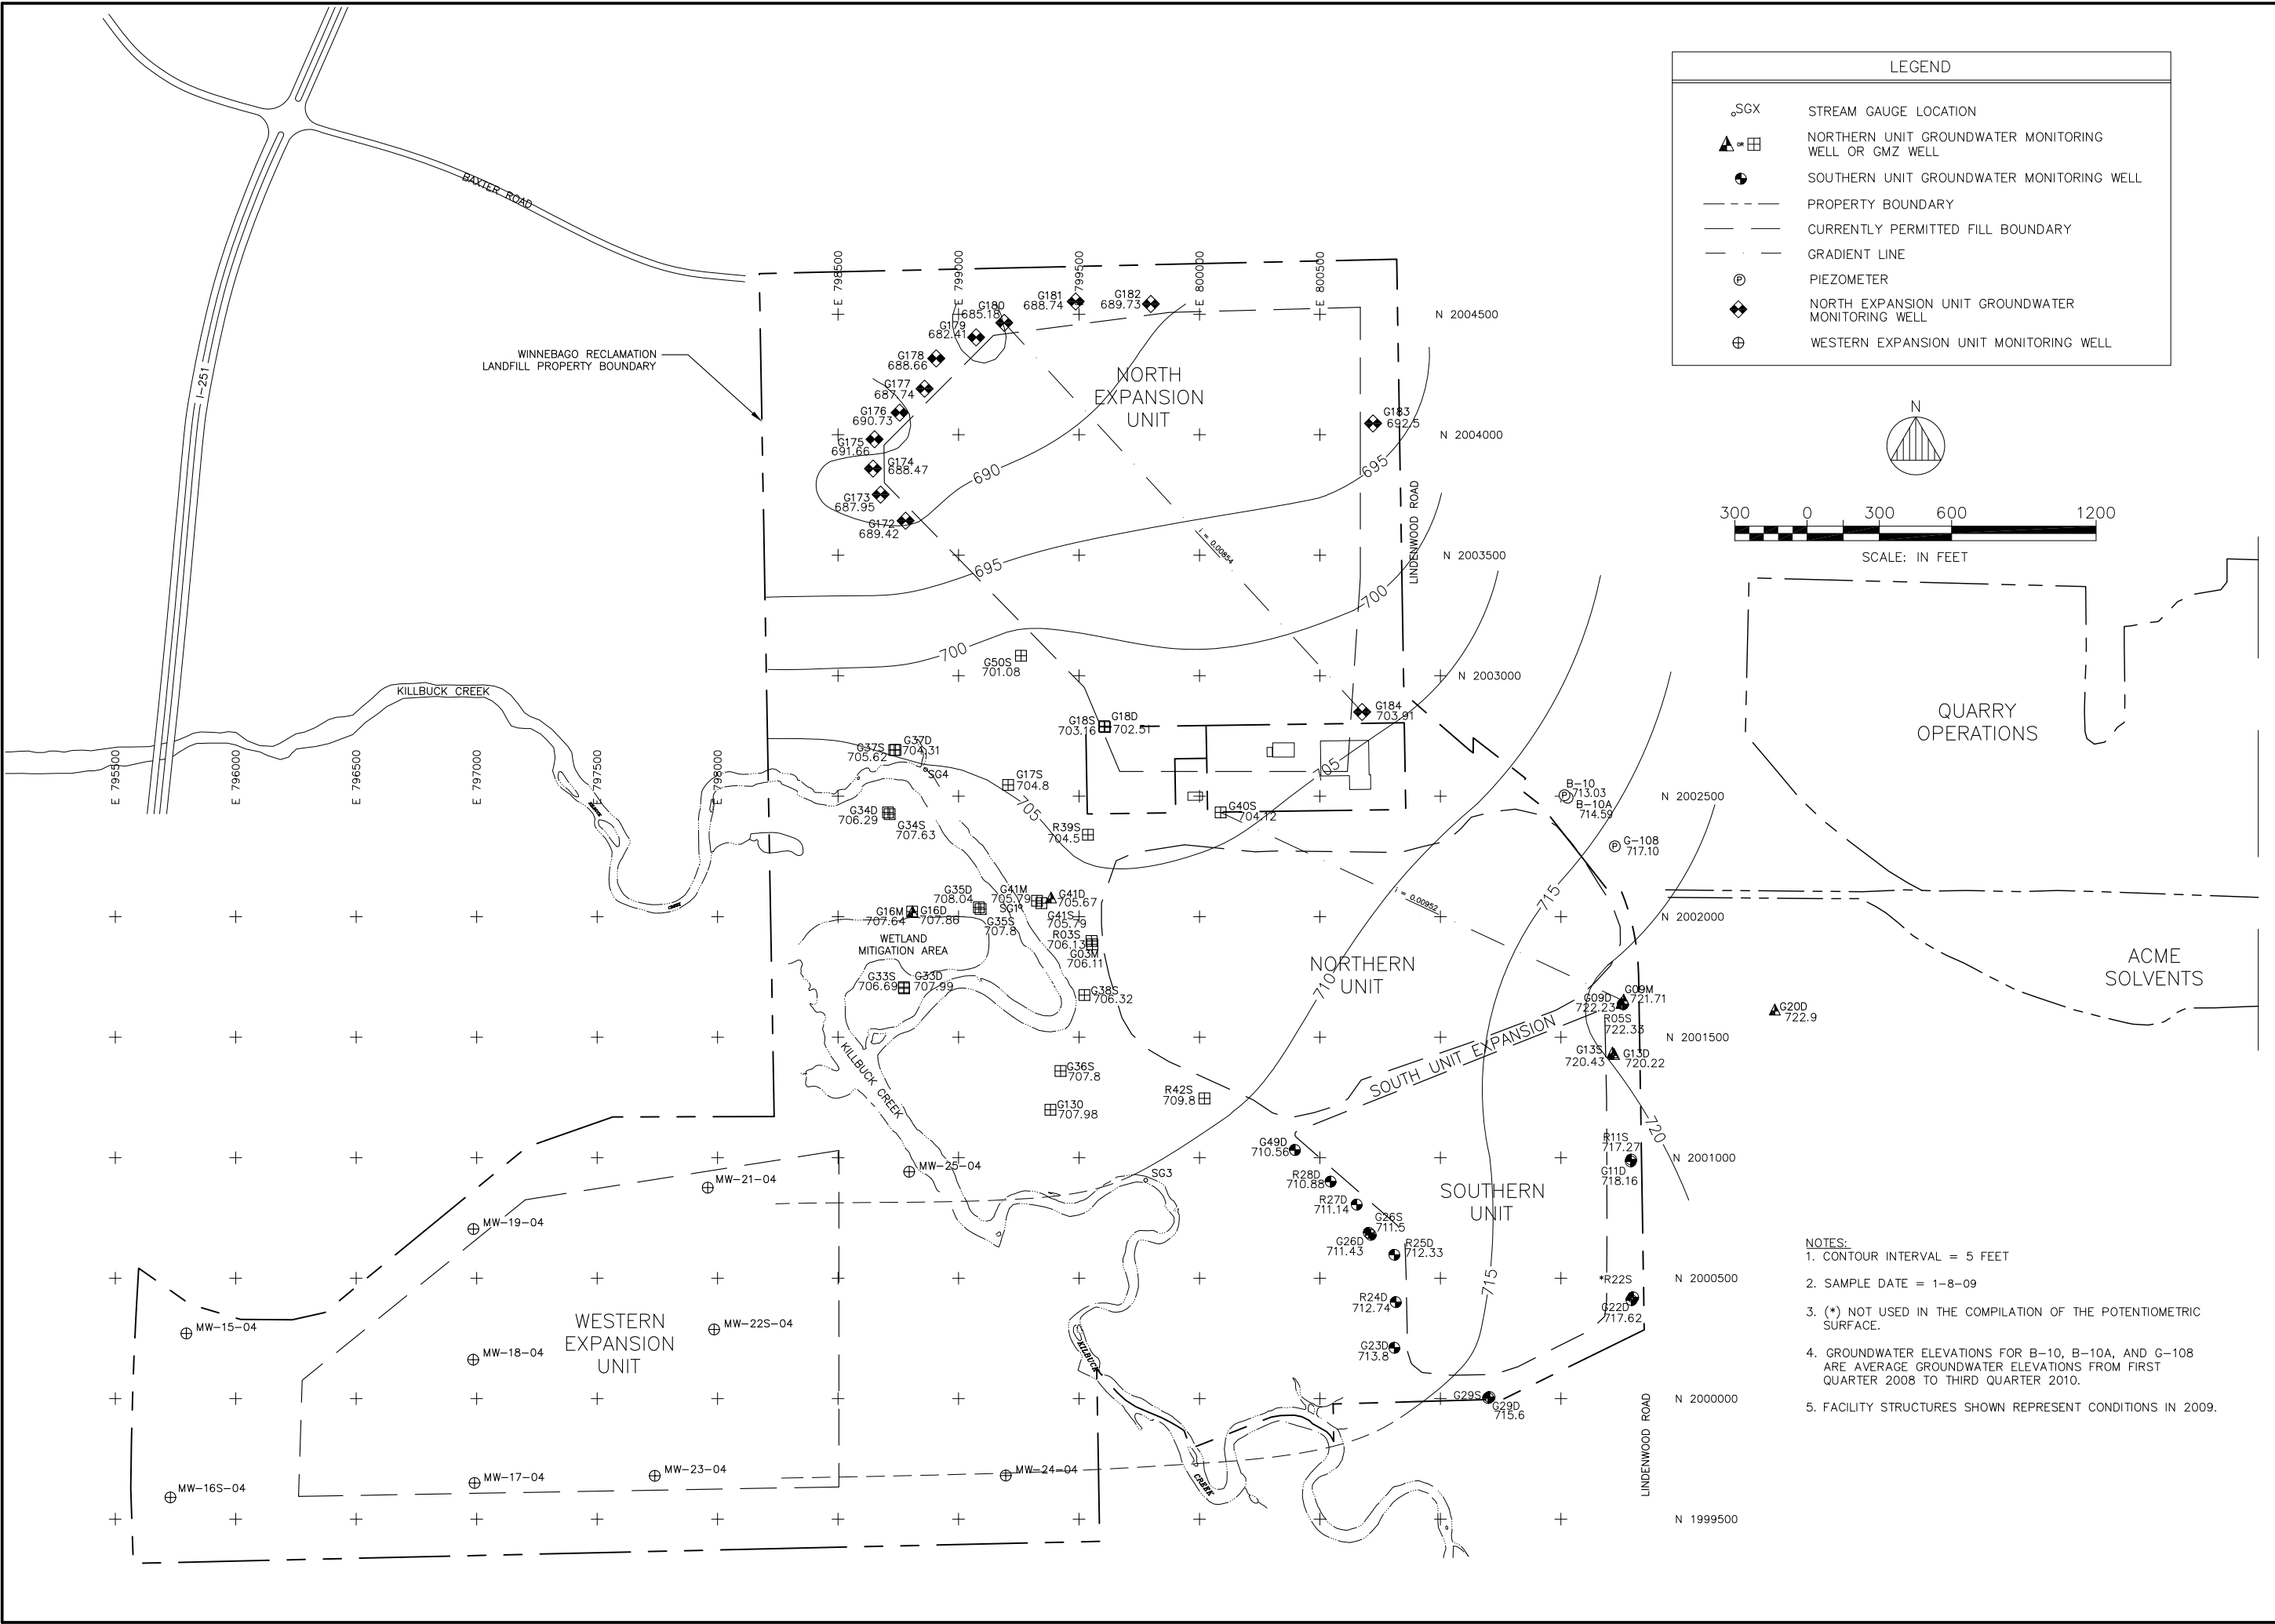 LEGEND
SGX
STREAM GAUGE LOCATION
OR
NORTHERN UNIT GROUNDWATER MONITORING
WELL OR GMZ WELL
SOUTHERN UNIT GROUNDWATER MONITORING WELL
PROPERTY BOUNDARY
CURRENTLY PERMITTED FILL BOUNDARY
GRADIENT LINE
P
PIEZOMETER
NORTH EXPANSION UNIT GROUNDWATER
MONITORING WELL
WESTERN EXPANSION UNIT MONITORING WELL
N
300 0 300 600 1200
SCALE: IN FEET
BAXTER ROAD
I-251
WINNEBAGO RECLAMATION
LANDFILL PROPERTY BOUNDARY
E 798500
E 799000
E 799500
E 800000
E 800500
N 2004500
N 2004000
N 2003500
N 2003000
N 2002500
N 2002000
N 2001500
N 2001000
N 2000500
N 2000000
N 1999500
E 795500
E 796000
E 796500
E 797000
E 797500
E 798000
G182
689.73
G181
688.74
G180
685.18
G179
682.41
G178
688.66
G177
687.74
G176
690.73
G175
691.66
G174
688.47
G173
687.95
G172
689.42
G183
692.5
NORTH
EXPANSION
UNIT
690
695
695
i = 0.00854
LINDENWOOD ROAD
700
700
G50S
701.08
G184
703.91
G18S
703.16
G18D
702.51
KILLBUCK CREEK
G37S
705.62
G37D
704.31
SG4
G17S
704.8
705
705
G34D
706.29
G34S
707.63
R39S
704.5
G40S
704.12
P
B-10
713.03
B-10A
714.59
P
G-108
717.10
QUARRY
OPERATIONS
G35D
708.04
G41M
705.79
SG1
G41D
705.67
G41S
705.79
G16M
707.64
G16D
707.86
G35S
707.8
R03S
706.13
G03M
706.11
WETLAND
MITIGATION AREA
G33S
706.69
G33D
707.99
G38S
706.32
i = 0.00952
715
710
NORTHERN
UNIT
G09M
721.71
G09D
722.23
R05S
722.33
G20D
722.9
ACME
SOLVENTS
G13S
720.43
G13D
720.22
SOUTH UNIT EXPANSION
KILLBUCK CREEK
G36S
707.8
G130
707.98
R42S
709.8
720
R11S
717.27
G11D
718.16
G49D
710.56
MW-25-04
SG3
R28D
710.88
R27D
711.14
G26S
711.5
G26D
711.43
R25D
712.33
SOUTHERN
UNIT
MW-21-04
MW-19-04
715
*R22S
G22D
717.62
R24D
712.74
G23D
713.8
MW-15-04
MW-22S-04
WESTERN
EXPANSION
UNIT
MW-18-04
KILBUCK
CREEK
G29S
G29D
715.6
MW-16S-04
MW-17-04
MW-23-04
MW-24-04
LINDENWOOD ROAD
NOTES:
1. CONTOUR INTERVAL = 5 FEET
2. SAMPLE DATE = 1-8-09
3. (*) NOT USED IN THE COMPILATION OF THE POTENTIOMETRIC
SURFACE.
4. GROUNDWATER ELEVATIONS FOR B-10, B-10A, AND G-108
ARE AVERAGE GROUNDWATER ELEVATIONS FROM FIRST
QUARTER 2008 TO THIRD QUARTER 2010.
5. FACILITY STRUCTURES SHOWN REPRESENT CONDITIONS IN 2009.